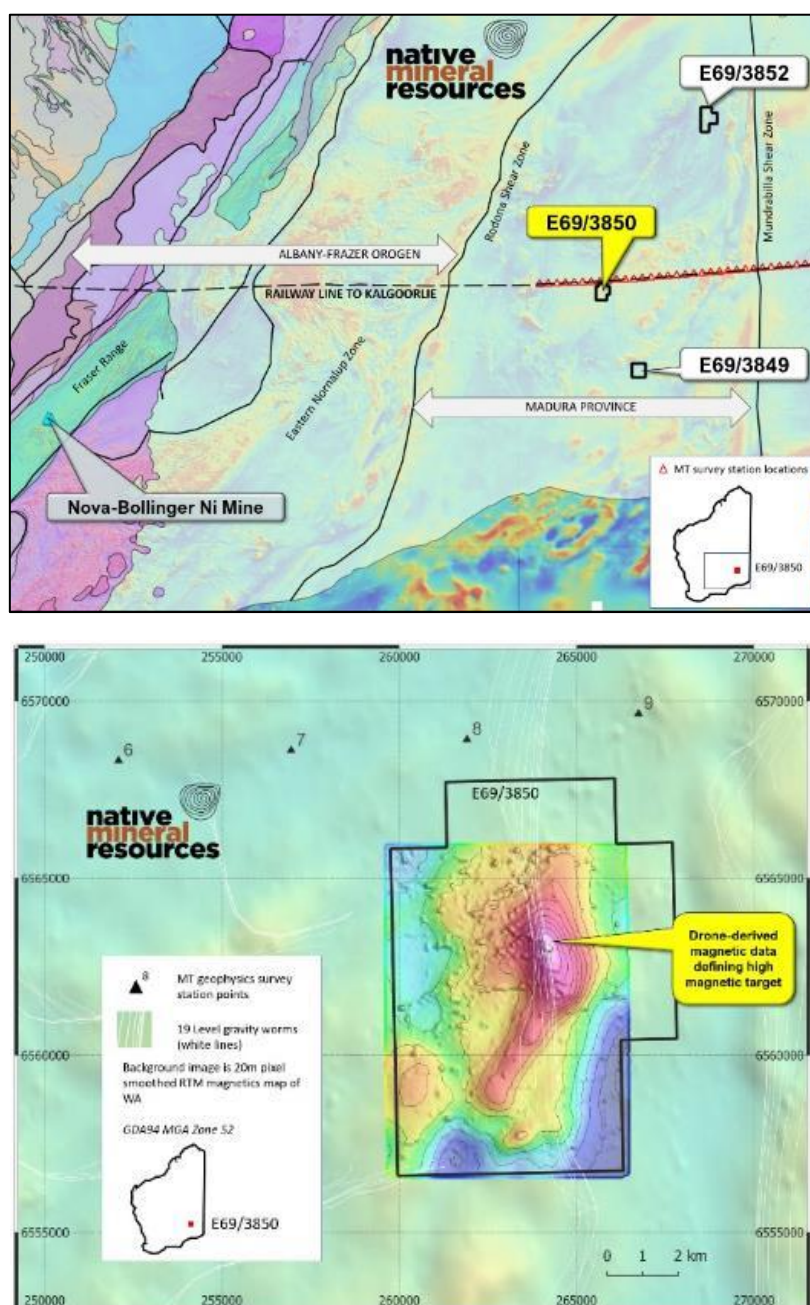 native
mineral
resources
E69/3852
Rodona Shear Zone
Mundrabilla Shear Zone
E69/3850
ALBANY-FRAZER OROGEN
RAILWAY LINE TO KALGOORLIE
Fraser Range
Eastern Nornalup Zone
E69/3849
MADURA PROVINCE
Nova-Bollinger Ni Mine
MT survey station locations
E69/3850
250000
255000
260000
265000
270000
6570000
6570000
6
7
8
9
native
mineral
resources
E69/3850
6565000
6565000
Drone-derived
magnetic data
defining high
magnetic target
8
MT geophysics survey
station points
19 Level gravity worms
(white lines)
Background image is 20m pixel
smoothed RTM magnetics map of
WA
GDA94 MGA Zone 52
E69/3850
6560000
6560000
6555000
6555000
0 1 2 km
250000
255000
260000
265000
270000